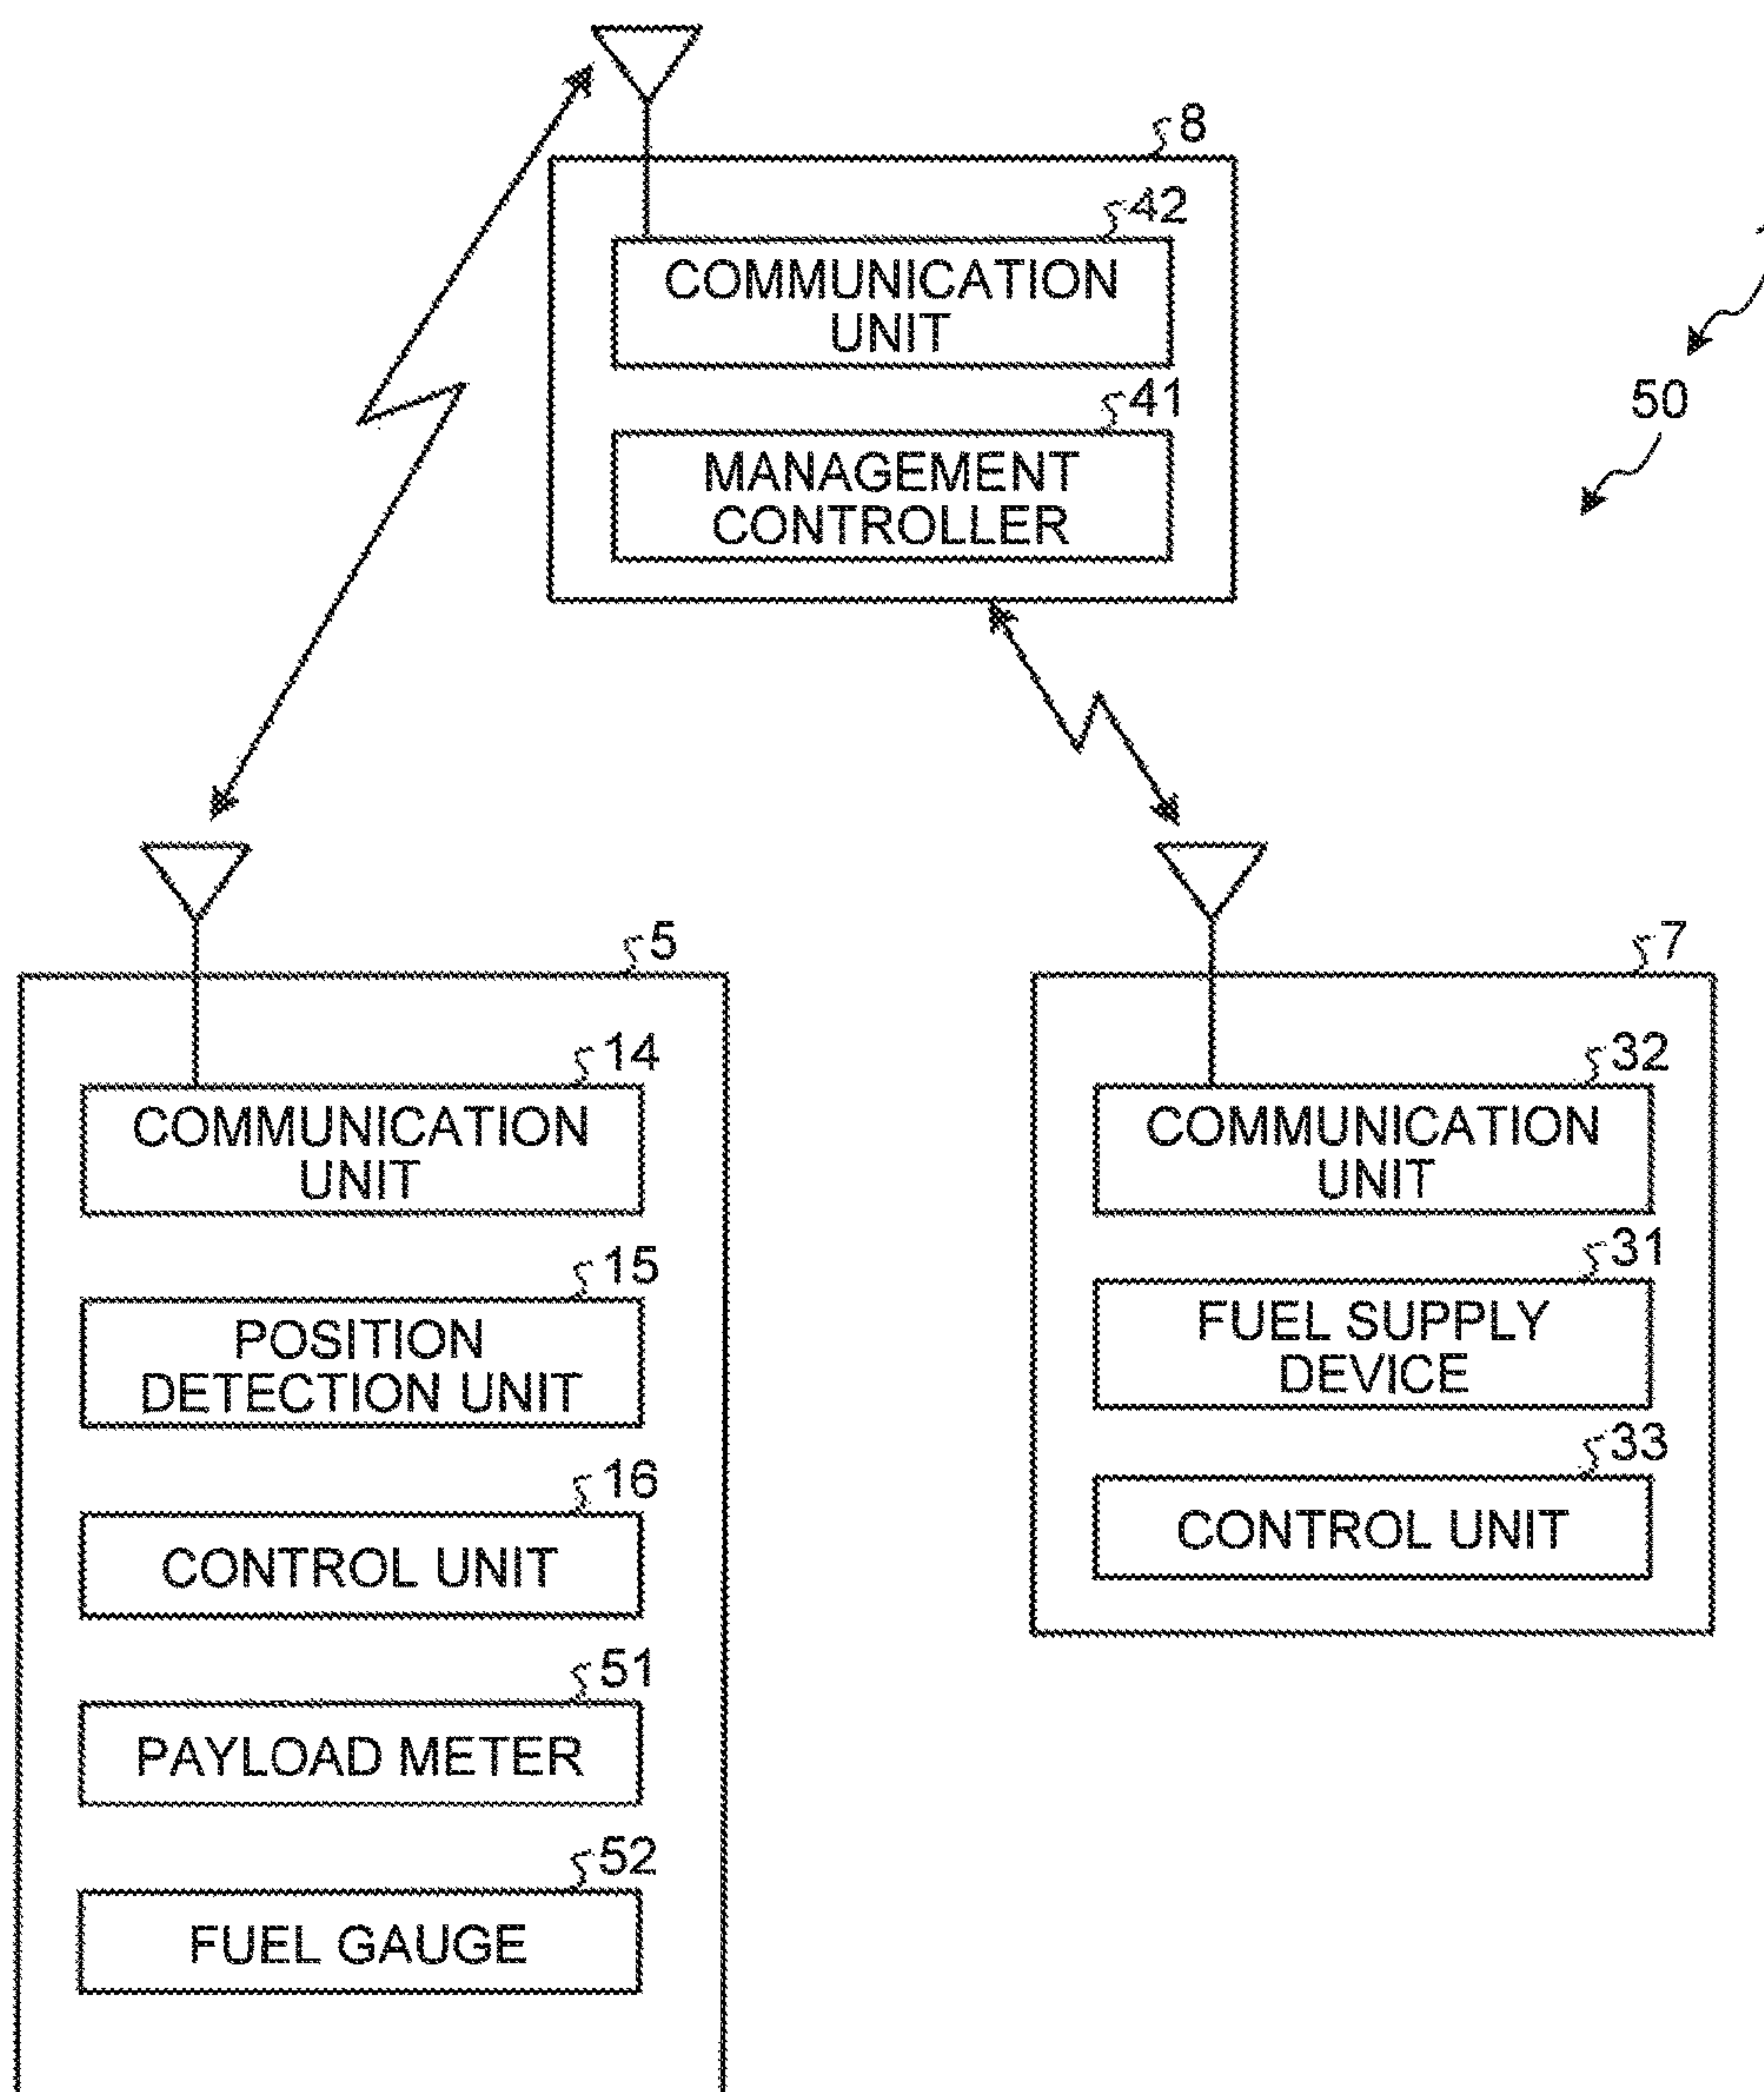 8
42
COMMUNICATION
UNIT
41
MANAGEMENT
CONTROLLER
50
5
14
COMMUNICATION
UNIT
15
POSITION
DETECTION UNIT
16
CONTROL UNIT
51
PAYLOAD METER
52
FUEL GAUGE
7
32
COMMUNICATION
UNIT
31
FUEL SUPPLY
DEVICE
33
CONTROL UNIT